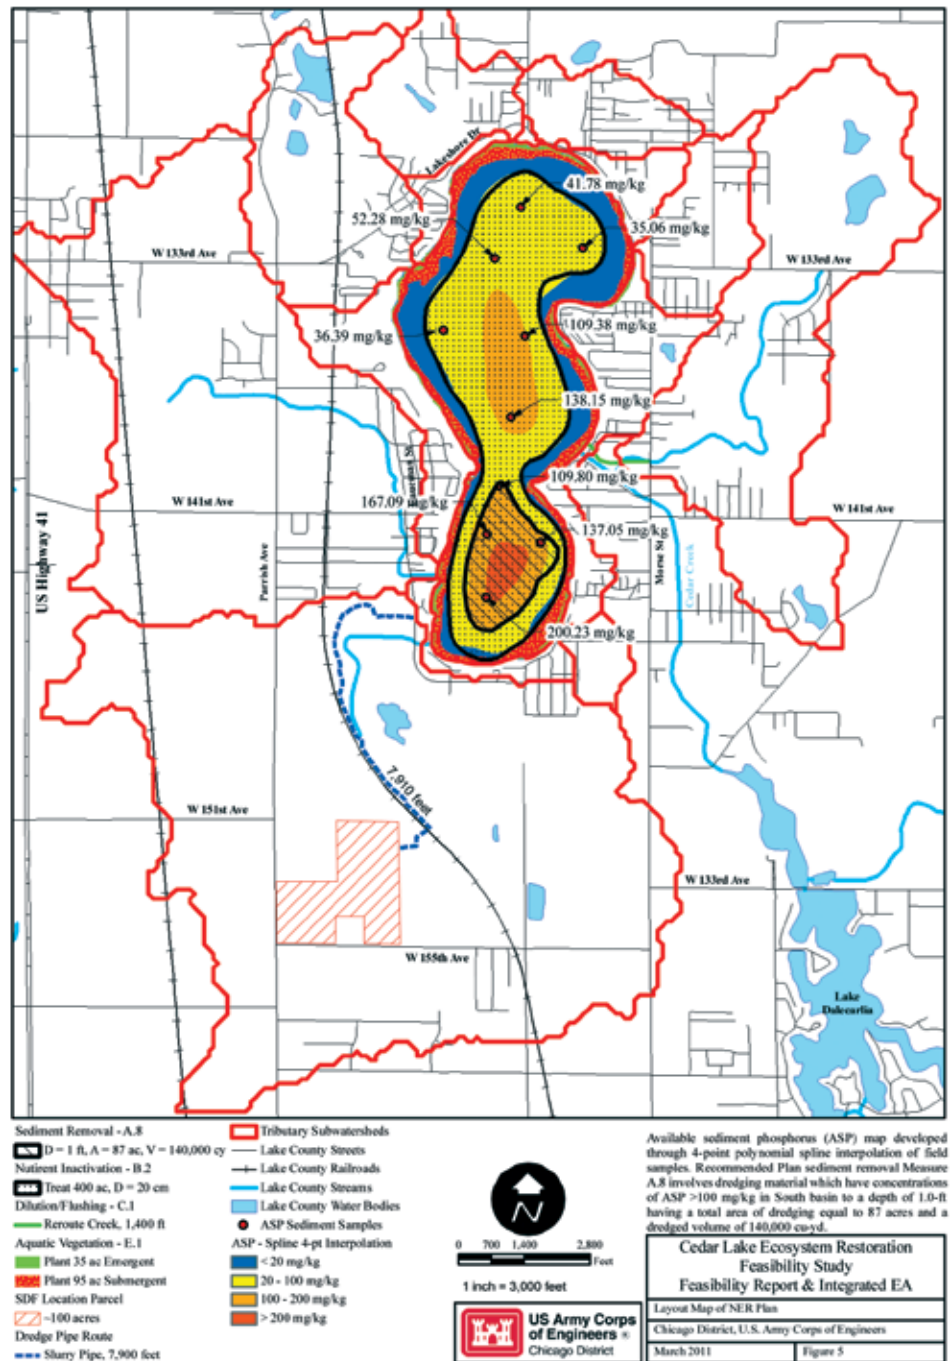 Lakeshore Dr
41.78 mg/kg
52.28 mg/kg
35.06 mg/kg
W 133rd Ave
W 133rd Ave
36.39 mg/kg
109.38 mg/kg
138.15 mg/kg
109.80 mg/kg
167.09 mg/kg
W 141st Ave
137.05 mg/kg
W 141st Ave
US Highway 41
Parrish Ave
Morse St
Cedar Creek
200.23 mg/kg
7,910 feet
W 151st Ave
W 133rd Ave
W 155th Ave
Lake
Dalecarlia
Sediment Removal - A.8
D = 1 ft, A = 87 ac, V = 140,000 cy
Nutirent Inactivation - B.2
Treat 400 ac, D = 20 cm
Dilution/Flushing - C.1
Reroute Creek, 1,400 ft
Aquatic Vegetation - E.1
Plant 35 ac Emergent
Plant 95 ac Submergent
SDF Location Parcel
~100 acres
Dredge Pipe Route
Slurry Pipe, 7,900 feet
Tributary Subwatersheds
Lake County Streets
Lake County Railroads
Lake County Streams
Lake County Water Bodies
ASP Sediment Samples
ASP - Spline 4-pt Interpolation
< 20 mg/kg
20 - 100 mg/kg
100 - 200 mg/kg
> 200 mg/kg
N
0 700 1,400 2,800
Feet
1 inch = 3,000 feet
US Army Corps
of Engineers ®
Chicago District
Available sediment phosphorus (ASP) map developed
through 4-point polynomial spline interpolation of field
samples. Recommended Plan sediment removal Measure
A.8 involves dredging material which have concentrations
of ASP >100 mg/kg in South basin to a depth of 1.0-ft
having a total area of dredging equal to 87 acres and a
dredged volume of 140,000 cu-yd.
Cedar Lake Ecosystem Restoration
Feasibility Study
Feasibility Report & Integrated EA
Layout Map of NER Plan
Chicago District, U.S. Army Corps of Engineers
March 2011
Figure 5